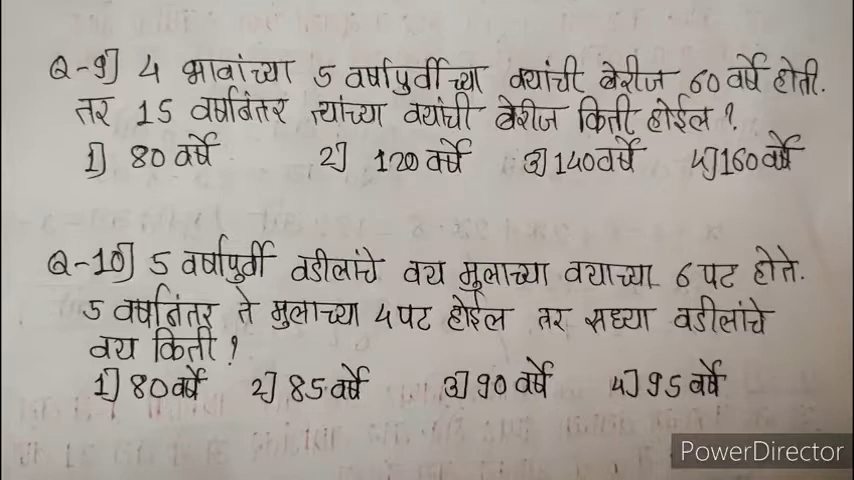 Q-9] 4 भावांच्या 5 वर्षापुर्वीच्या वयांची बेरीज 60 वर्षे होती.
तर 15 वर्षानंतर त्यांच्या वयांची बेरीज किती होईल ?
1] 80 वर्षे 2] 120 वर्षे 3] 140 वर्षे 4] 160 वर्षे
Q-10] 5 वर्षापुर्वी वडीलांचे वय मुलाच्या वयाच्या 6 पट होते.
5 वर्षानंतर ते मुलाच्या 4 पट होईल तर सध्या वडीलांचे
वय किती ?
1] 80 वर्षे 2] 85 वर्षे 3] 90 वर्षे 4] 95 वर्षे
PowerDirector